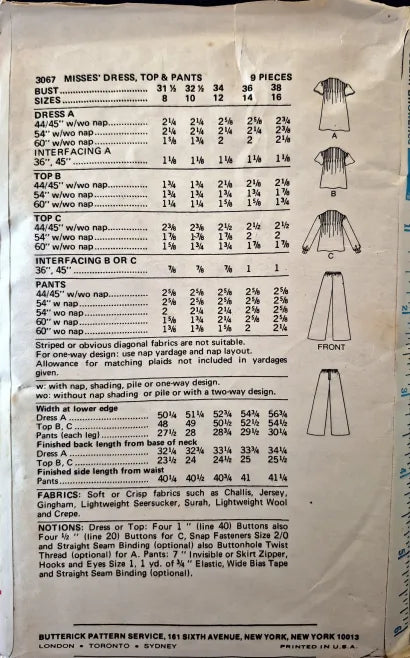 3067 MISSES' DRESS, TOP & PANTS 9 PIECES
BUST 31 ½ 32 ½ 34 36 38
SIZES 8 10 12 14 16
DRESS A
44/45" w/wo nap 2¼ 2¼ 2⅝ 2⅝ 2¾
54" w/wo nap 2¼ 2¼ 2¼ 2¼ 2⅜
60" w/wo nap 1⅝ 1¾ 2 2 2⅛
INTERFACING A
36", 45" 1⅛ 1⅛ 1⅛ 1⅛ 1⅛
TOP B
44/45" w/wo nap 1¾ 1¾ 2⅛ 2⅛ 2⅛
54" w/wo nap 1¾ 1¾ 1¾ 1¾ 1⅞
60" w/wo nap 1¼ 1¼ 1⅝ 1⅝ 1¾
TOP C
44/45" w/wo nap 2⅜ 2⅜ 2½ 2½ 2½
54" w/wo nap 1⅞ 1⅞ 1⅞ 2 2
60" w/wo nap 1⅝ 1¾ 1¾ 1⅞ 1⅞
INTERFACING B OR C
36", 45" ⅞ ⅞ ⅞ 1 1
PANTS
44/45" w/wo nap 2⅝ 2⅝ 2⅝ 2⅝ 2⅝
54" w nap 2⅝ 2⅝ 2⅝ 2⅝ 2⅝
54" wo nap 2 2¼ 2¼ 2⅝ 2⅝
60" w nap 1⅝ 1¾ 2¼ 2⅝ 2⅝
60" wo nap 1⅜ 1⅜ 1⅝ 2 2¼
Striped or obvious diagonal fabrics are not suitable.
For one-way design: use nap yardage and nap layout.
Allowance for matching plaids not included in yardages
given.
w: with nap, shading, pile or one-way design.
wo: without nap shading or pile or with a two-way design.
Width at lower edge
Dress A 50¼ 51¼ 52¾ 54¾ 56¾
Top B, C 48 49 50½ 52½ 54½
Pants (each leg) 27½ 28 28¾ 29½ 30¼
Finished back length from base of neck
Dress A 32¼ 32¾ 33¼ 33¾ 34¼
Top B, C 23½ 24 24½ 25 25½
Finished side length from waist
Pants 40¼ 40½ 40¾ 41 41¼
FABRICS: Soft or Crisp fabrics such as Challis, Jersey,
Gingham, Lightweight Seersucker, Surah, Lightweight Wool
and Crepe.
NOTIONS: Dress or Top: Four 1 " (line 40) Buttons also
Four ½ " (line 20) Buttons for C, Snap Fasteners Size 2/0
and Straight Seam Binding (optional) also Buttonhole Twist
Thread (optional) for A. Pants: 7 " Invisible or Skirt Zipper,
Hooks and Eyes Size 1, 1 yd. of ¾ " Elastic, Wide Bias Tape
and Straight Seam Binding (optional).
A
B
C
FRONT
BUTTERICK PATTERN SERVICE, 161 SIXTH AVENUE, NEW YORK, NEW YORK 10013
LONDON • TORONTO • SYDNEY PRINTED IN U.S.A.